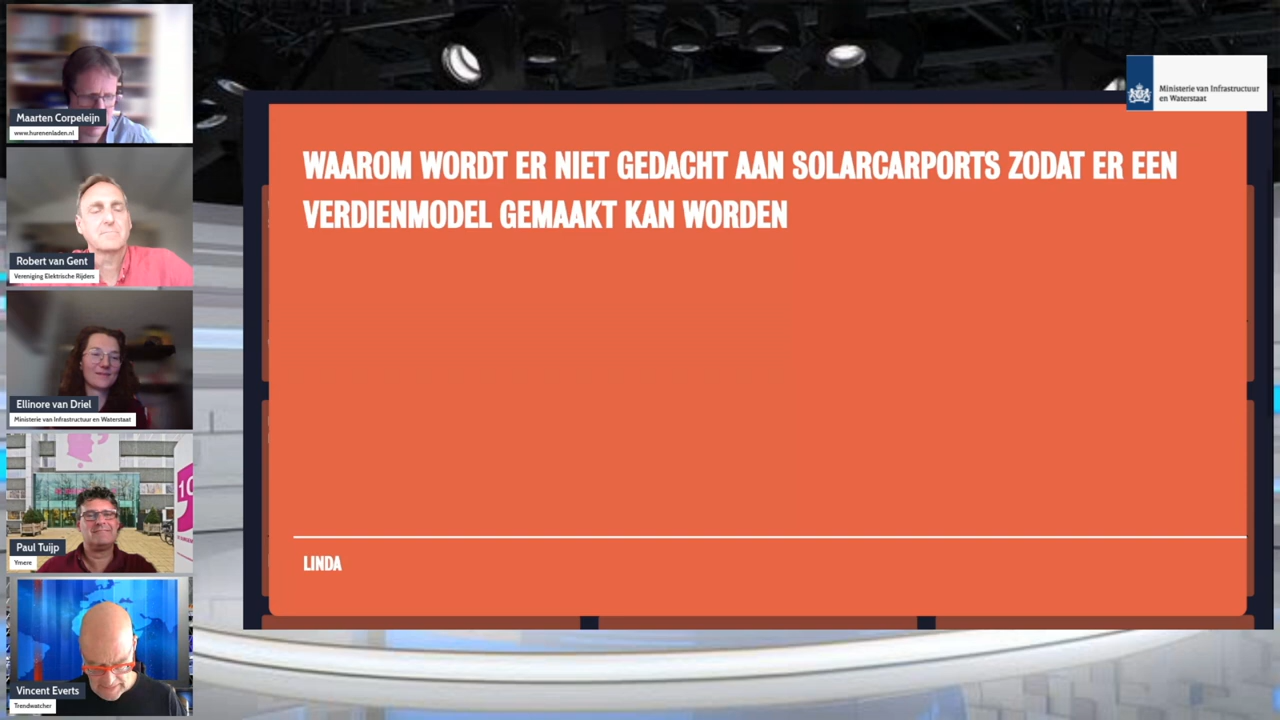 Maarten Corpeleijn
www.hurenenladen.nl
Robert van Gent
Vereniging Elektrische Rijders
Ellinore van Driel
Ministerie van Infrastructuur en Waterstaat
Paul Tuijp
Ymere
Vincent Everts
Trendwatcher
Ministerie van Infrastructuur
en Waterstaat
WAAROM WORDT ER NIET GEDACHT AAN SOLARCARPORTS ZODAT ER EEN
VERDIENMODEL GEMAAKT KAN WORDEN
LINDA